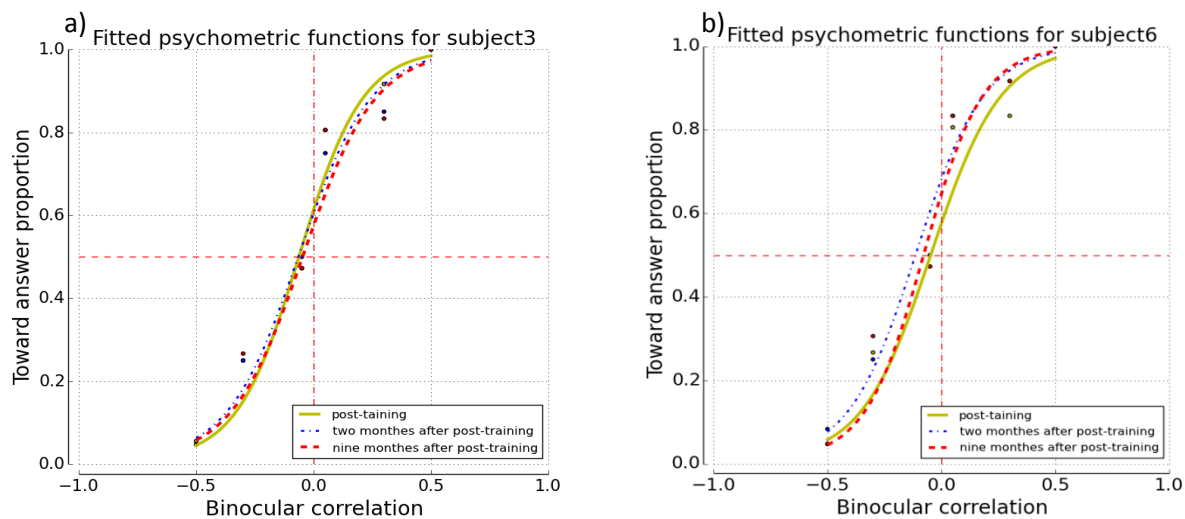 a)
Fitted psychometric functions for subject3
Toward answer proportion
1.0
0.8
0.6
0.4
0.2
0.0
−1.0 −0.5 0.0 0.5 1.0
Binocular correlation
post-taining
two monthes after post-training
nine monthes after post-training
b)
Fitted psychometric functions for subject6
Toward answer proportion
1.0
0.8
0.6
0.4
0.2
0.0
−1.0 −0.5 0.0 0.5 1.0
Binocular correlation
post-taining
two monthes after post-training
nine monthes after post-training